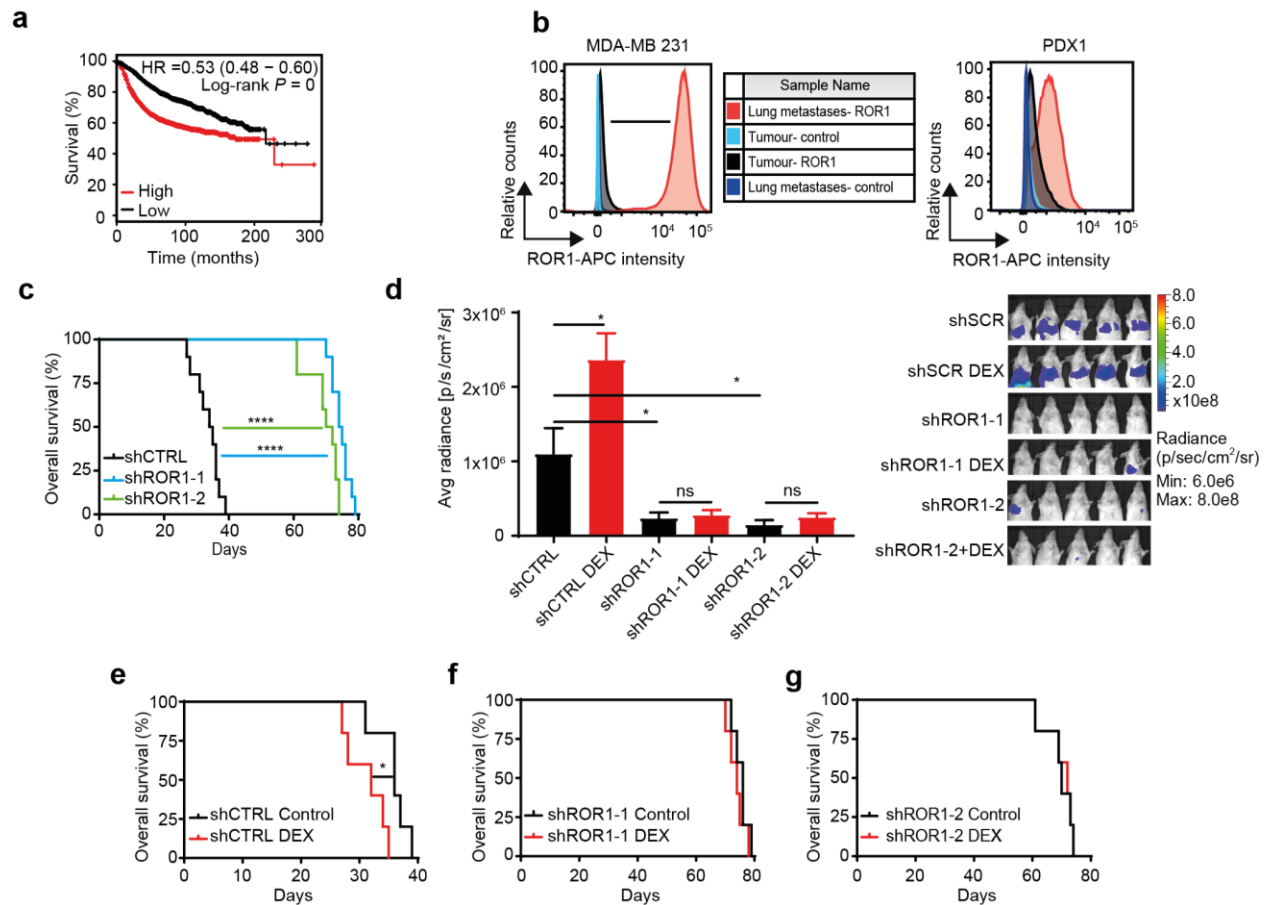 a
Survival (%)
100
80
60
40
20
0
HR =0.53 (0.48 − 0.60)
Log-rank P = 0
High
Low
0
100
200
300
Time (months)
b
MDA-MB 231
Relative counts
100
80
60
40
20
0
0
10⁴
10⁵
ROR1-APC intensity
Sample Name
Lung metastases- ROR1
Tumour- control
Tumour- ROR1
Lung metastases- control
PDX1
Relative counts
100
80
60
40
20
0
0
10⁴
10⁵
ROR1-APC intensity
c
Overall survival (%)
100
75
50
25
0
****
****
shCTRL
shROR1-1
shROR1-2
0
20
40
60
80
Days
d
Avg radiance [p/s/cm²/sr]
3x10⁶
2x10⁶
1x10⁶
0
*
*
*
ns
ns
shCTRL
shCTRL DEX
shROR1-1
shROR1-1 DEX
shROR1-2
shROR1-2 DEX
shSCR
shSCR DEX
shROR1-1
shROR1-1 DEX
shROR1-2
shROR1-2+DEX
8.0
6.0
4.0
2.0
x10e8
Radiance
(p/sec/cm²/sr)
Min: 6.0e6
Max: 8.0e8
e
Overall survival (%)
100
75
50
25
0
*
shCTRL Control
shCTRL DEX
0
10
20
30
40
Days
f
Overall survival (%)
100
75
50
25
0
shROR1-1 Control
shROR1-1 DEX
0
20
40
60
80
Days
g
Overall survival (%)
100
75
50
25
0
shROR1-2 Control
shROR1-2 DEX
0
20
40
60
80
Days